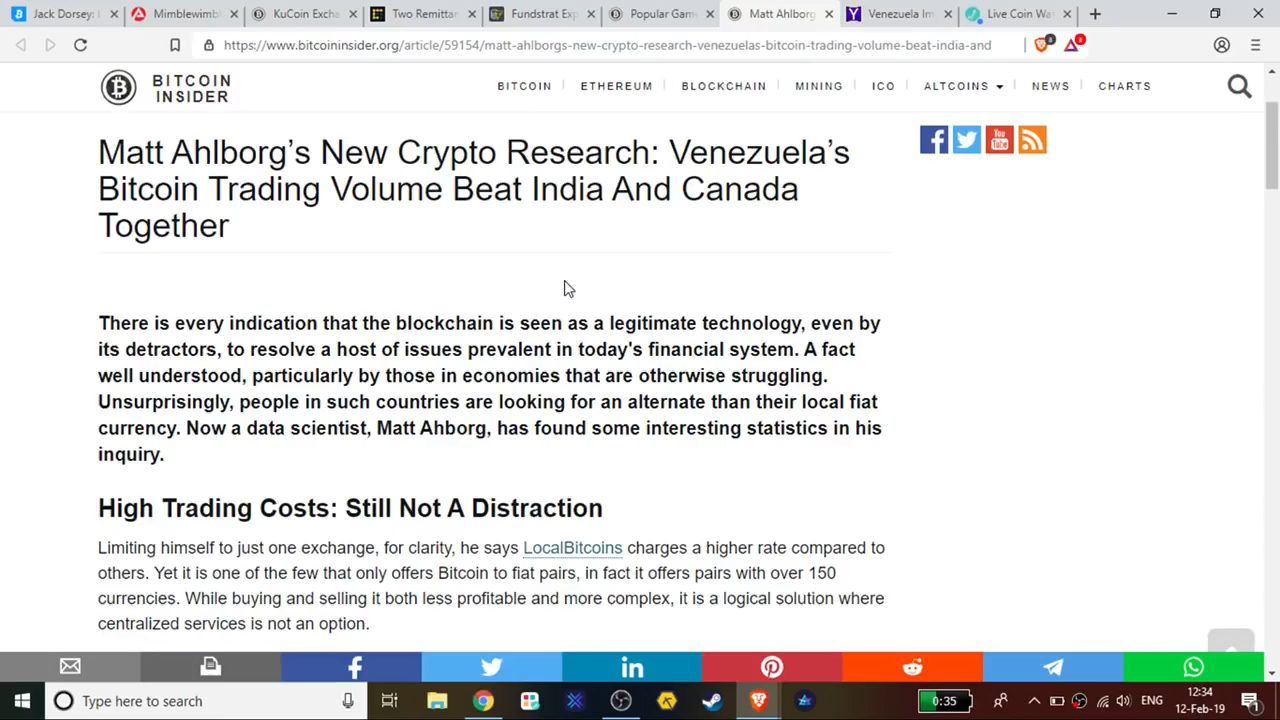 Jack Dorsey:
Mimblewimb
KuCoin Excha
Two Remitta
Fundstrat Exp
Popular Gam
Matt Ahlborg
Venezuela In
Live Coin Wa
https://www.bitcoininsider.org/article/59154/matt-ahlborgs-new-crypto-research-venezuelas-bitcoin-trading-volume-beat-india-and
BITCOIN
INSIDER
BITCOIN
ETHEREUM
BLOCKCHAIN
MINING
ICO
ALTCOINS
NEWS
CHARTS
Matt Ahlborg’s New Crypto Research: Venezuela’s
Bitcoin Trading Volume Beat India And Canada
Together
You
Tube
There is every indication that the blockchain is seen as a legitimate technology, even by
its detractors, to resolve a host of issues prevalent in today's financial system. A fact
well understood, particularly by those in economies that are otherwise struggling.
Unsurprisingly, people in such countries are looking for an alternate than their local fiat
currency. Now a data scientist, Matt Ahborg, has found some interesting statistics in his
inquiry.
High Trading Costs: Still Not A Distraction
Limiting himself to just one exchange, for clarity, he says LocalBitcoins charges a higher rate compared to
others. Yet it is one of the few that only offers Bitcoin to fiat pairs, in fact it offers pairs with over 150
currencies. While buying and selling it both less profitable and more complex, it is a logical solution where
centralized services is not an option.
Type here to search
0:35
ENG
12:34
12-Feb-19